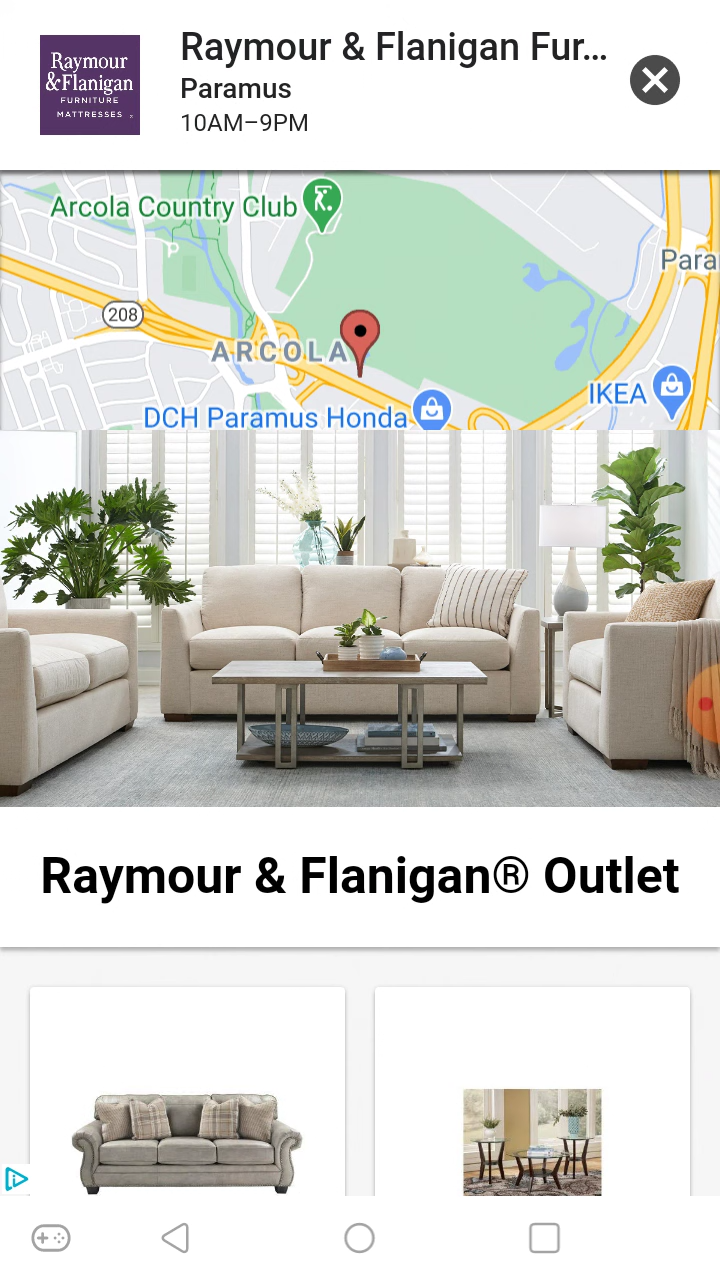 Raymour
&Flanigan
FURNITURE
MATTRESSES
Raymour & Flanigan Fur...
Paramus
10AM–9PM
Arcola Country Club
Para
208
ARCOLA
IKEA
DCH Paramus Honda
Raymour & Flanigan® Outlet